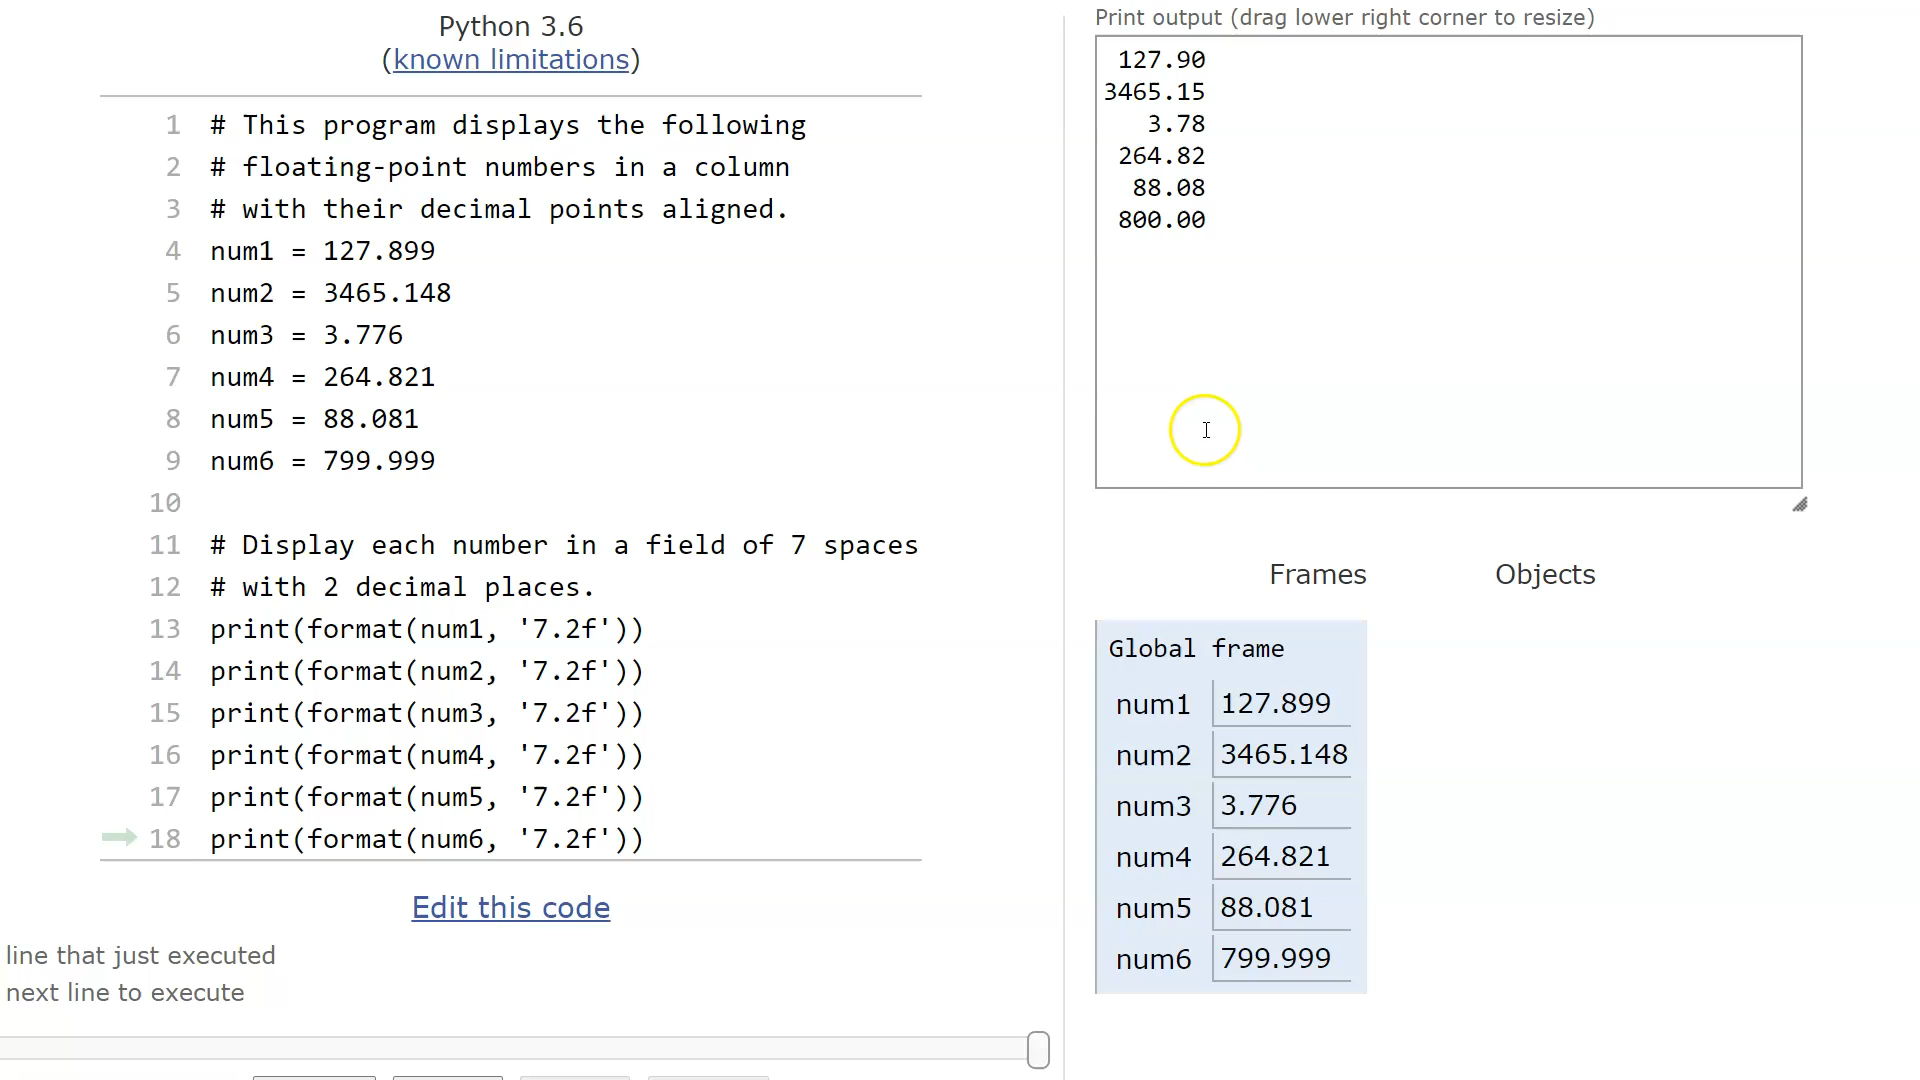 Python 3.6
(known limitations)
1 # This program displays the following
2 # floating-point numbers in a column
3 # with their decimal points aligned.
4 num1 = 127.899
5 num2 = 3465.148
6 num3 = 3.776
7 num4 = 264.821
8 num5 = 88.081
9 num6 = 799.999
10
11 # Display each number in a field of 7 spaces
12 # with 2 decimal places.
13 print(format(num1, '7.2f'))
14 print(format(num2, '7.2f'))
15 print(format(num3, '7.2f'))
16 print(format(num4, '7.2f'))
17 print(format(num5, '7.2f'))
18 print(format(num6, '7.2f'))
Edit this code
line that just executed
next line to execute
Print output (drag lower right corner to resize)
 127.90
3465.15
   3.78
 264.82
  88.08
 800.00
Frames Objects
Global frame
num1 127.899
num2 3465.148
num3 3.776
num4 264.821
num5 88.081
num6 799.999